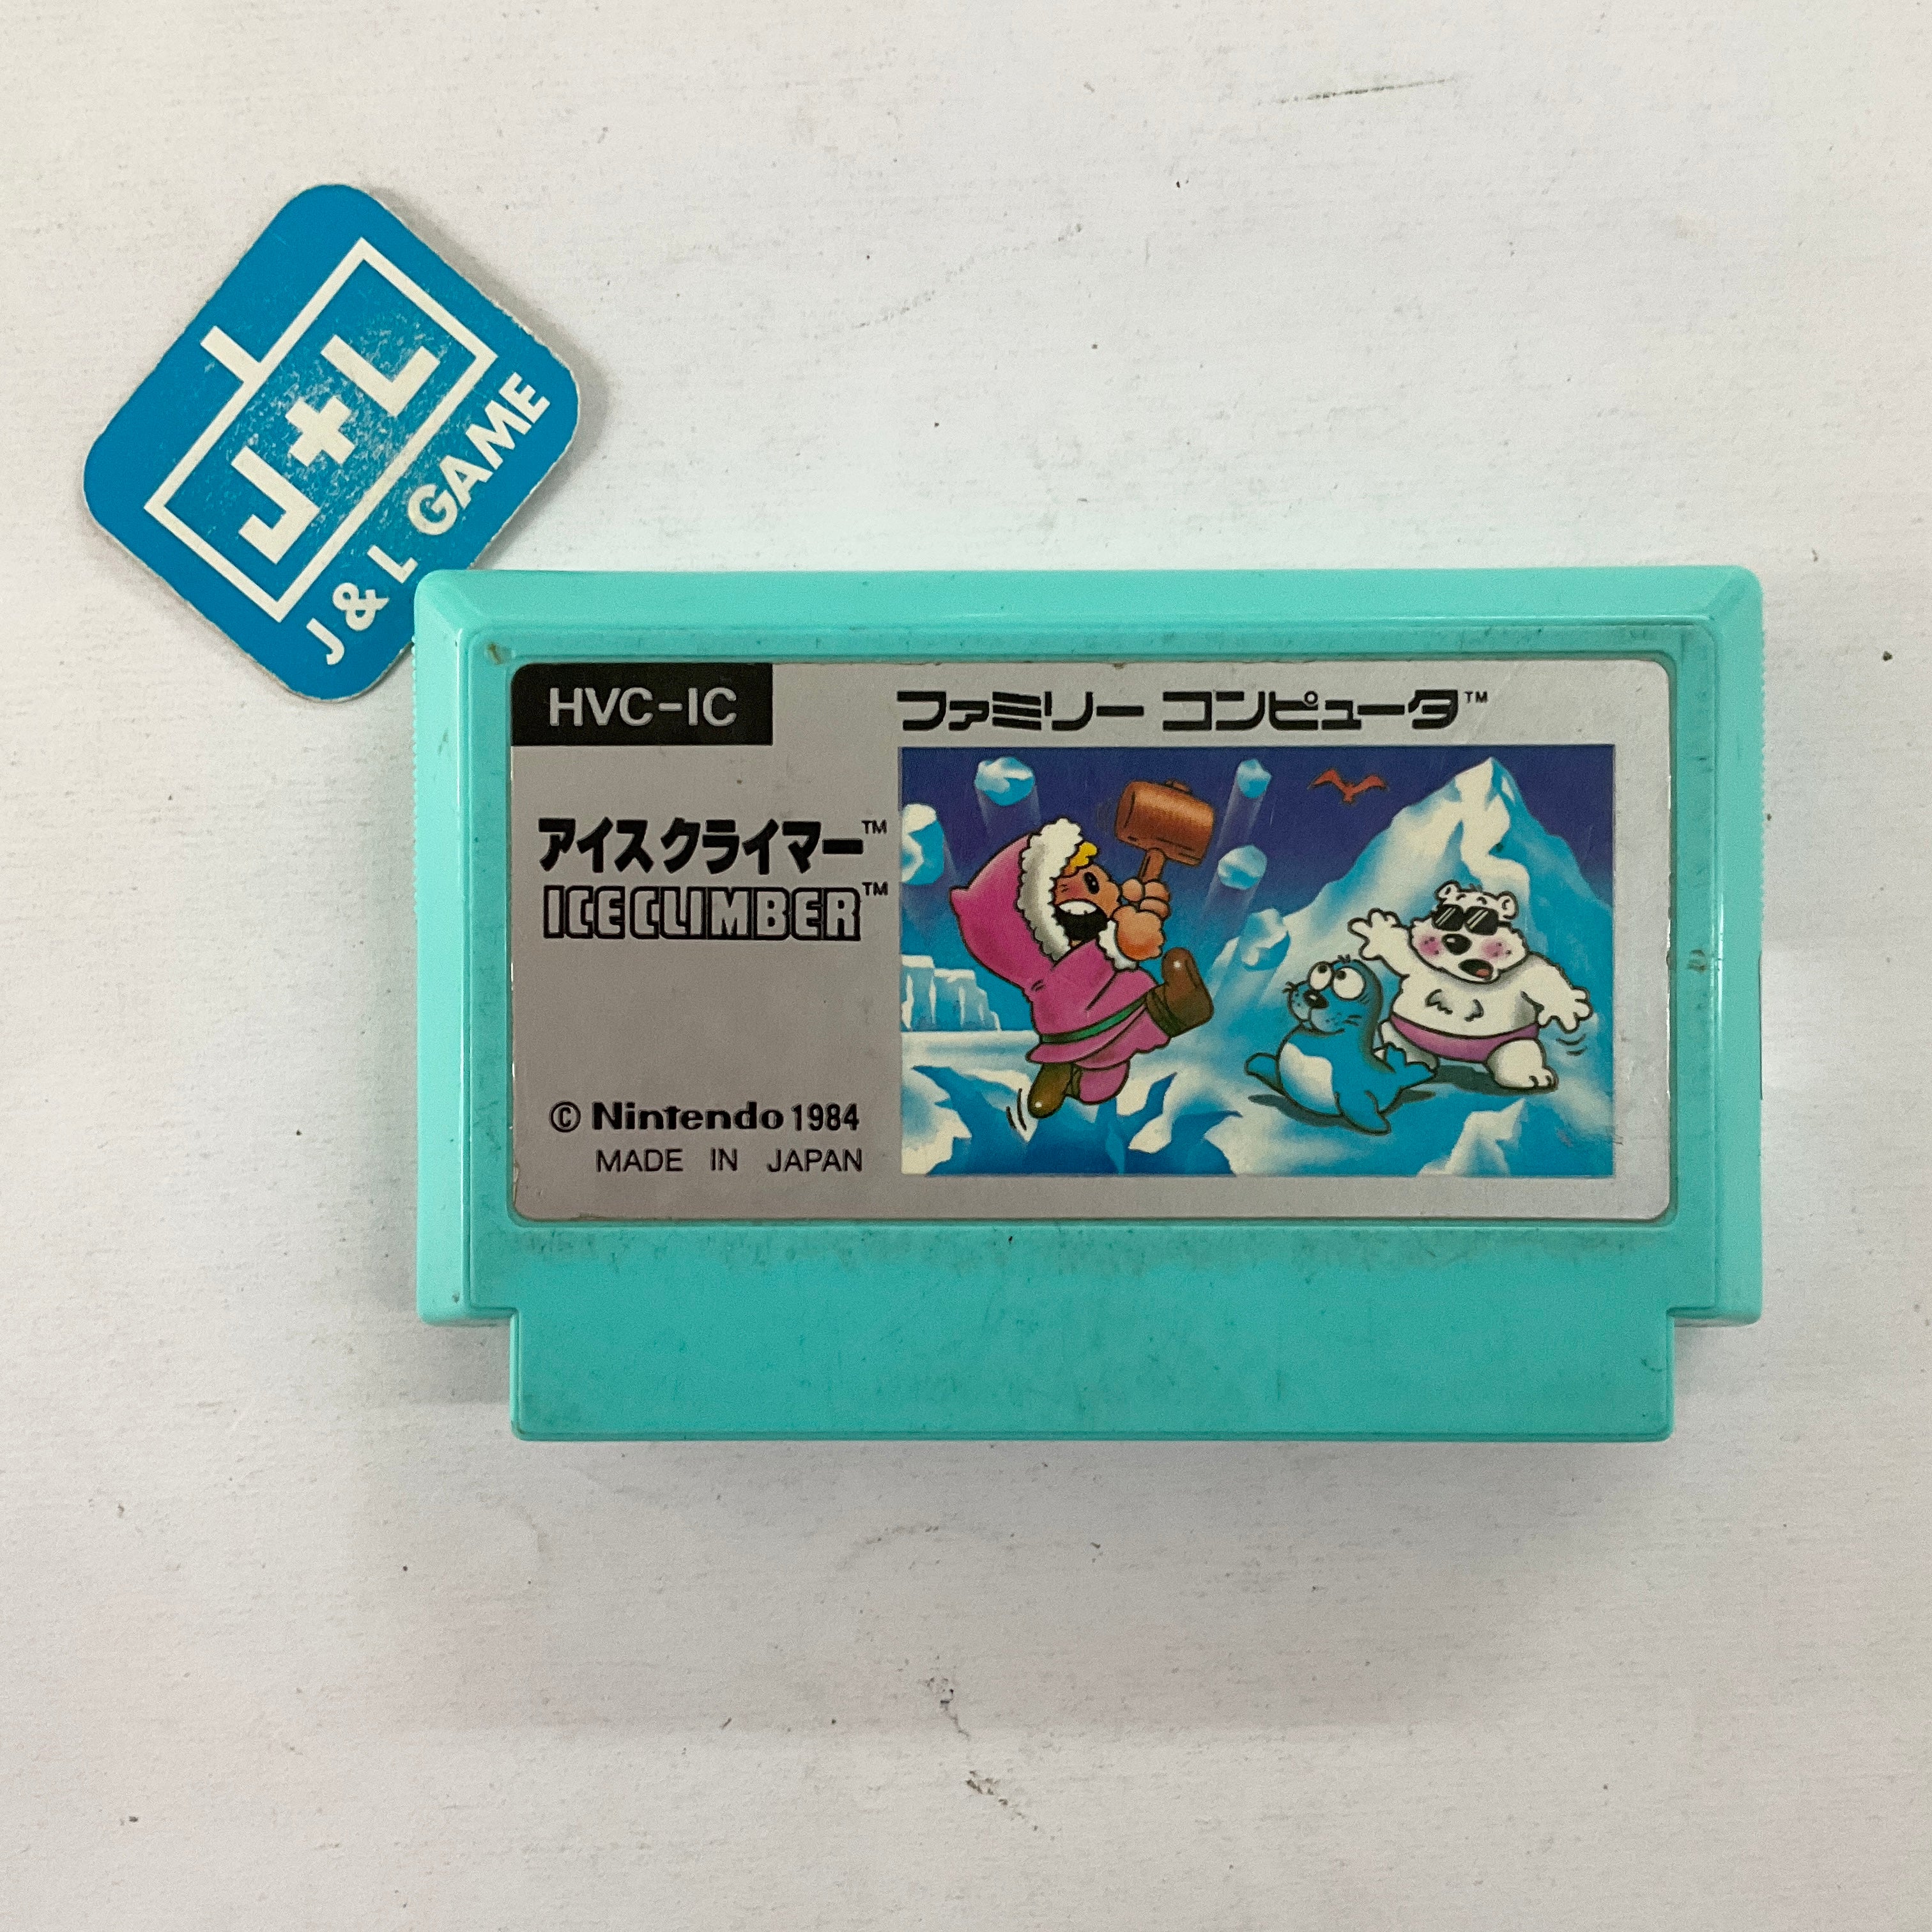 J+L
J & L GAME
HVC-IC
ファミリー コンピュータ™
アイスクライマー™
ICE CLIMBER™
© Nintendo 1984
MADE IN JAPAN